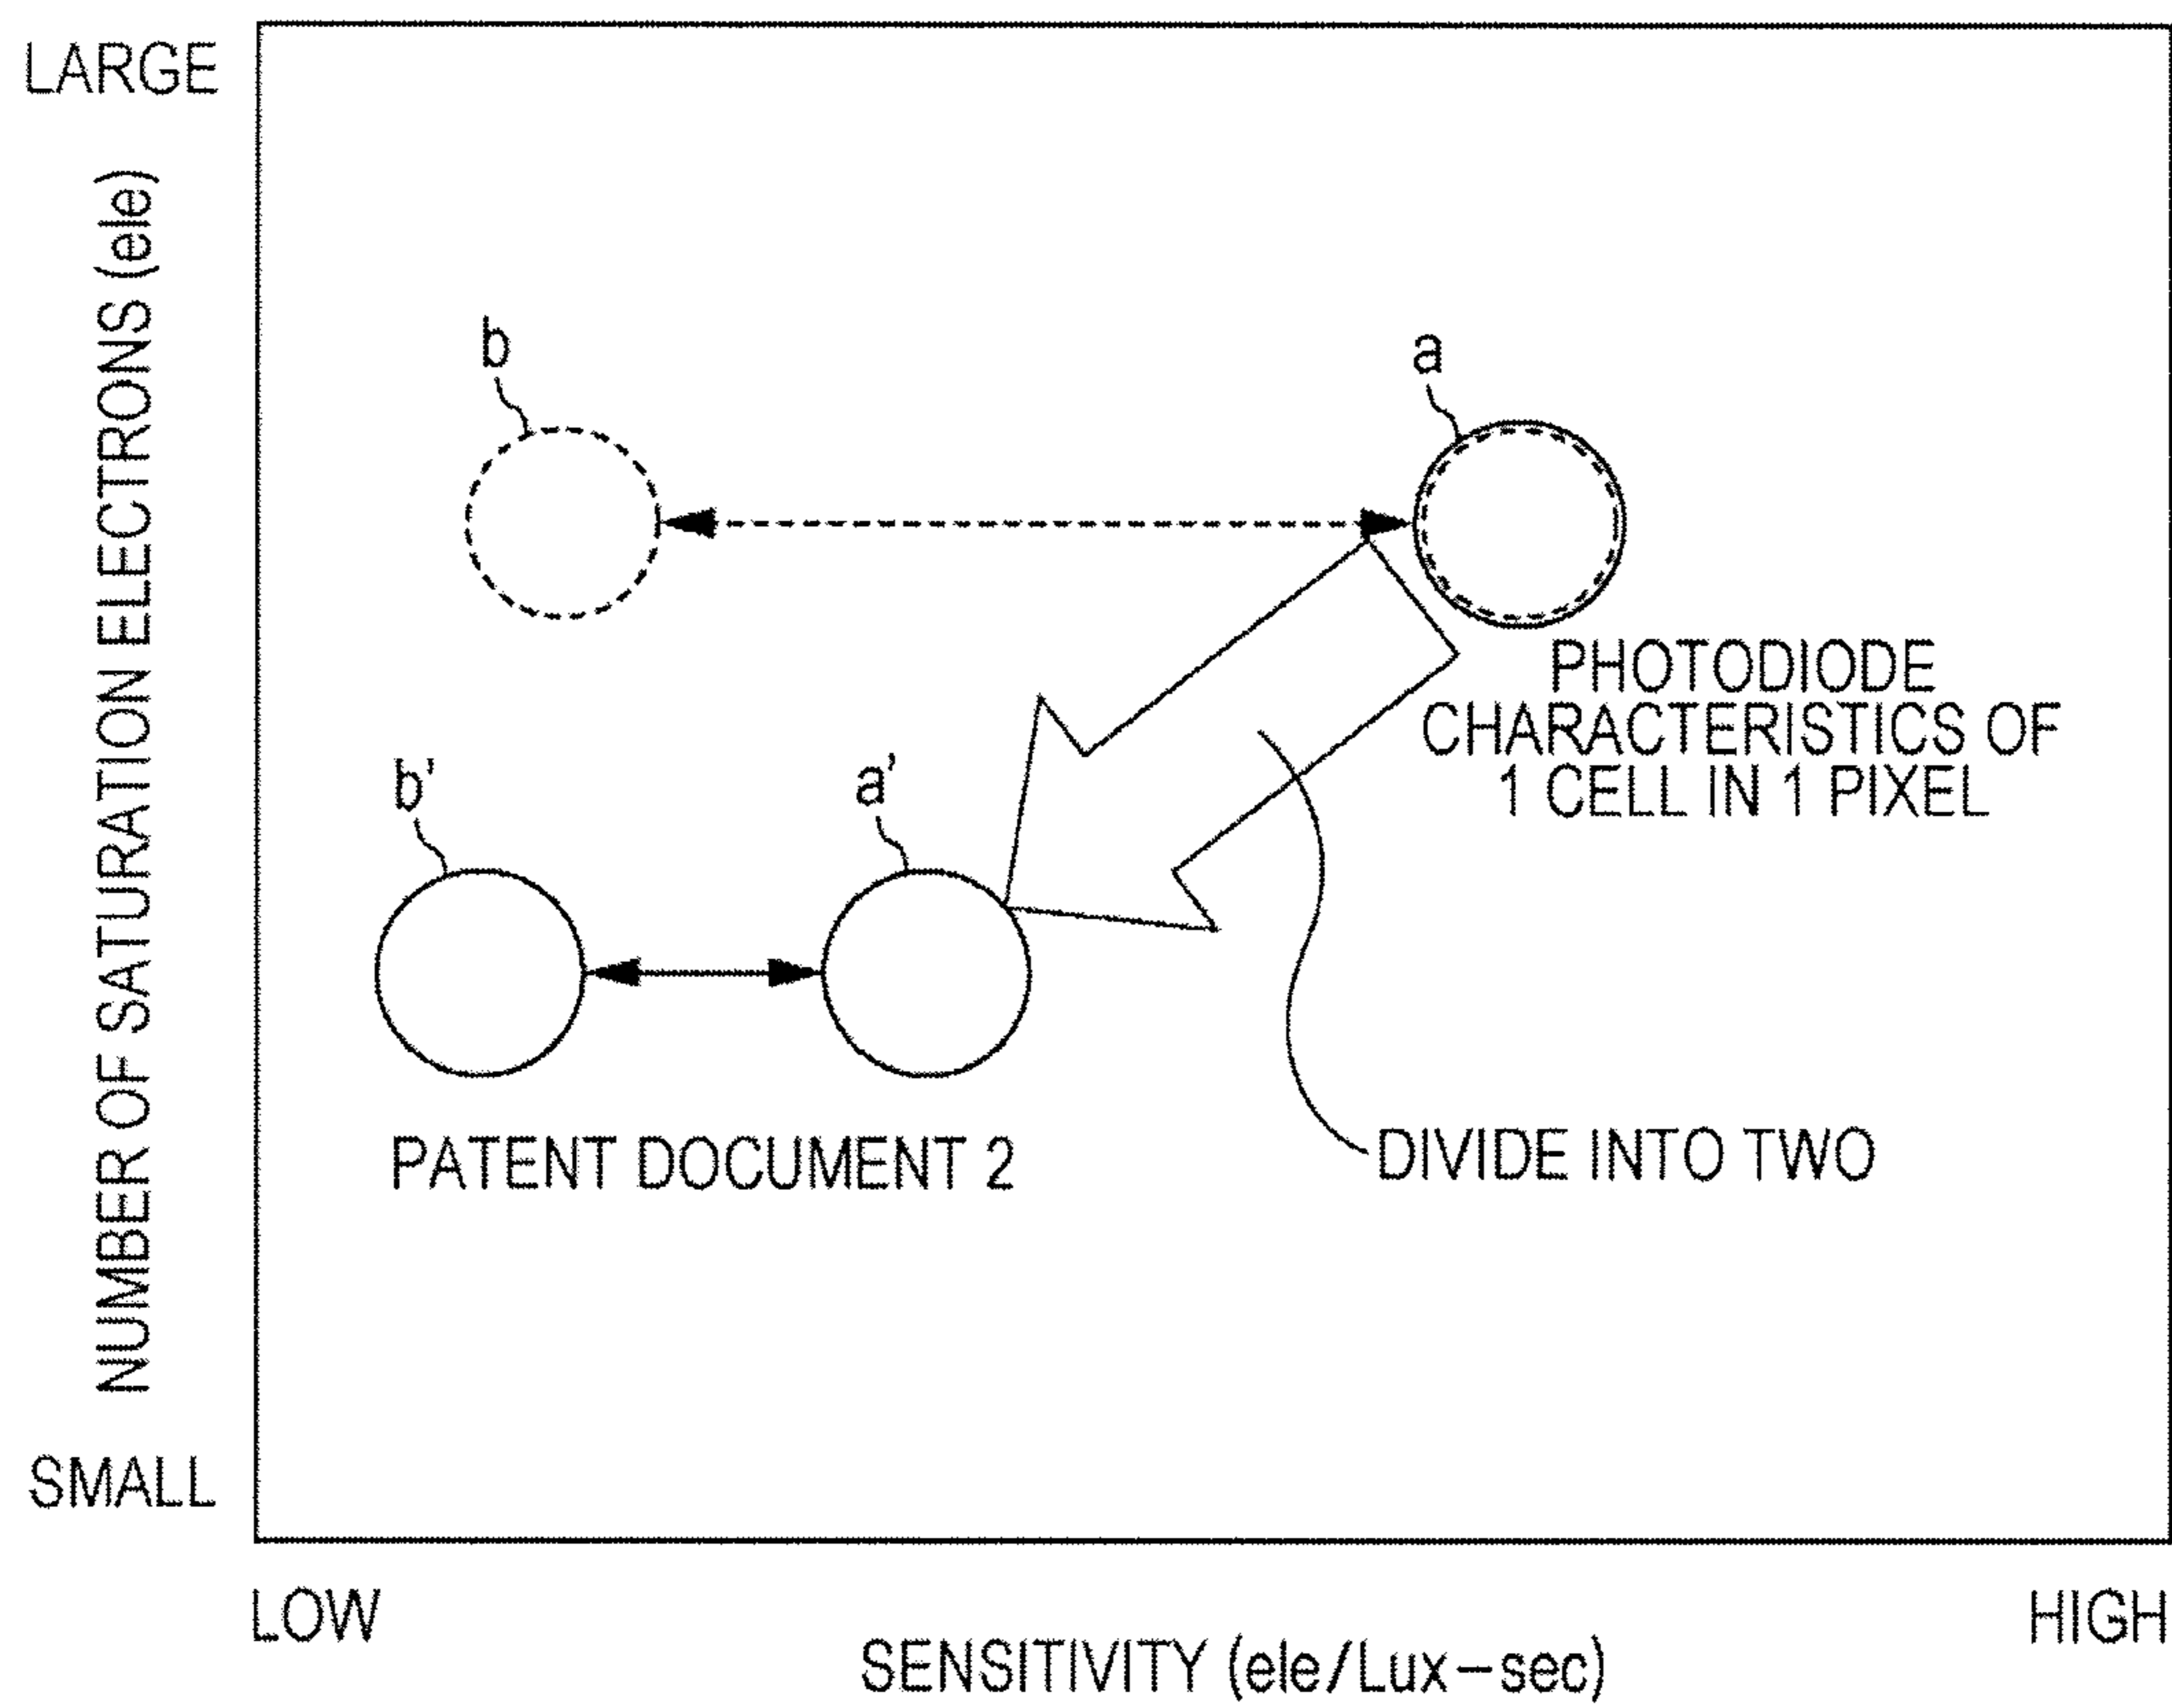 LARGE
NUMBER OF SATURATION ELECTRONS (ele)
SMALL
b
a
PHOTODIODE
CHARACTERISTICS OF
1 CELL IN 1 PIXEL
b'
a'
PATENT DOCUMENT 2
DIVIDE INTO TWO
LOW
HIGH
SENSITIVITY (ele/Lux-sec)